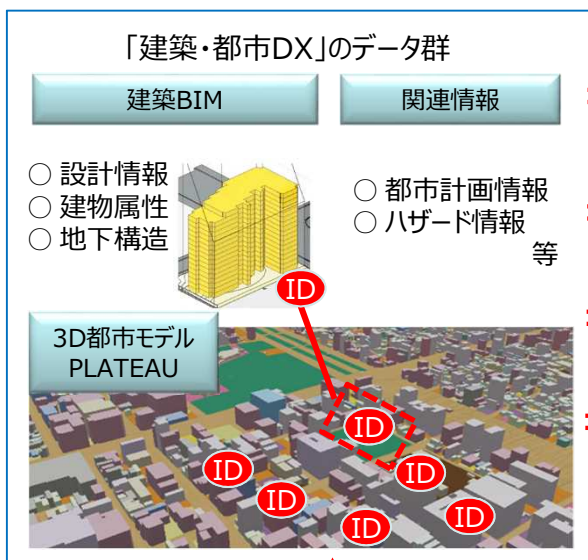 「建築・都市DX」のデータ群
建築BIM
関連情報
○ 設計情報
○ 建物属性
○ 地下構造
○ 都市計画情報
○ ハザード情報
等
ID
3D都市モデル
PLATEAU
ID
ID
ID
ID
ID
ID